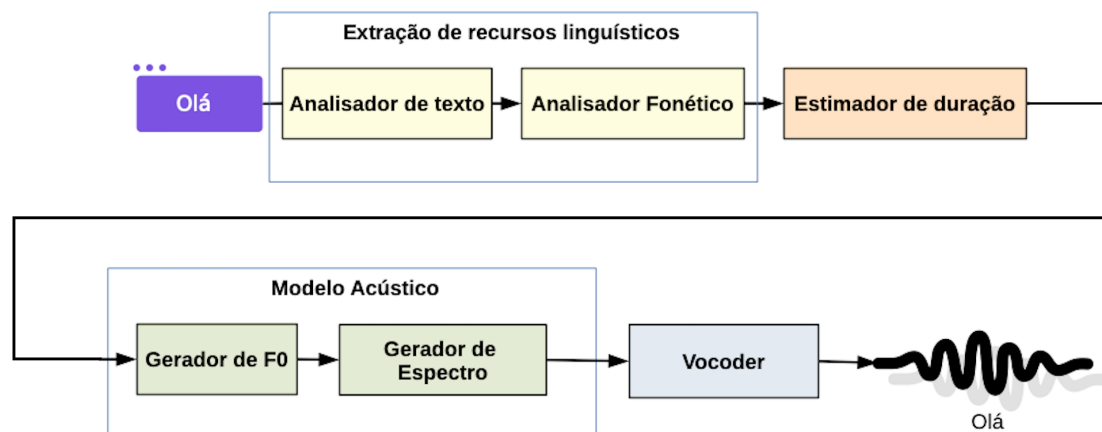 Extração de recursos linguísticos
Olá
Analisador de texto
Analisador Fonético
Estimador de duração
Modelo Acústico
Gerador de F0
Gerador de
Espectro
Vocoder
Olá